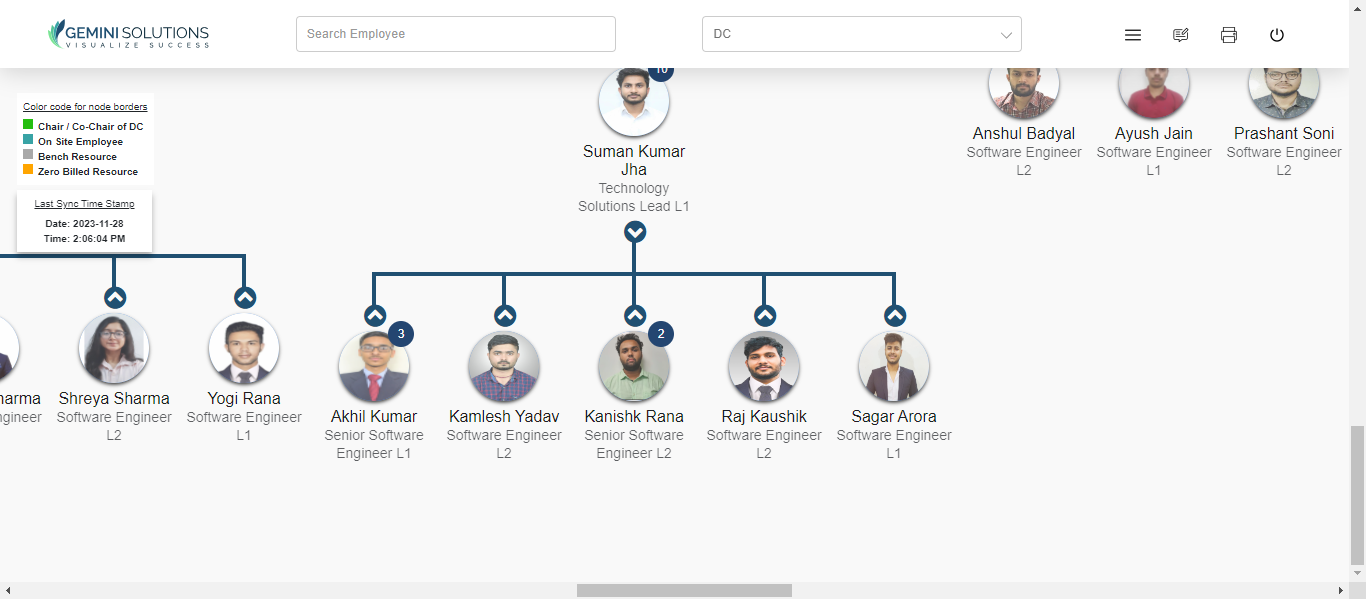 GEMINI SOLUTIONS
VISUALIZE SUCCESS
Search Employee
DC
Color code for node borders
Chair / Co-Chair of DC
On Site Employee
Bench Resource
Zero Billed Resource
Last Sync Time Stamp
Date: 2023-11-28
Time: 2:06:04 PM
10
Suman Kumar
Jha
Technology
Solutions Lead L1
Anshul Badyal
Software Engineer
L2
Ayush Jain
Software Engineer
L1
Prashant Soni
Software Engineer
L2
Shreya Sharma
Software Engineer
L2
Yogi Rana
Software Engineer
L1
3
Akhil Kumar
Senior Software
Engineer L1
Kamlesh Yadav
Software Engineer
L2
2
Kanishk Rana
Senior Software
Engineer L2
Raj Kaushik
Software Engineer
L2
Sagar Arora
Software Engineer
L1